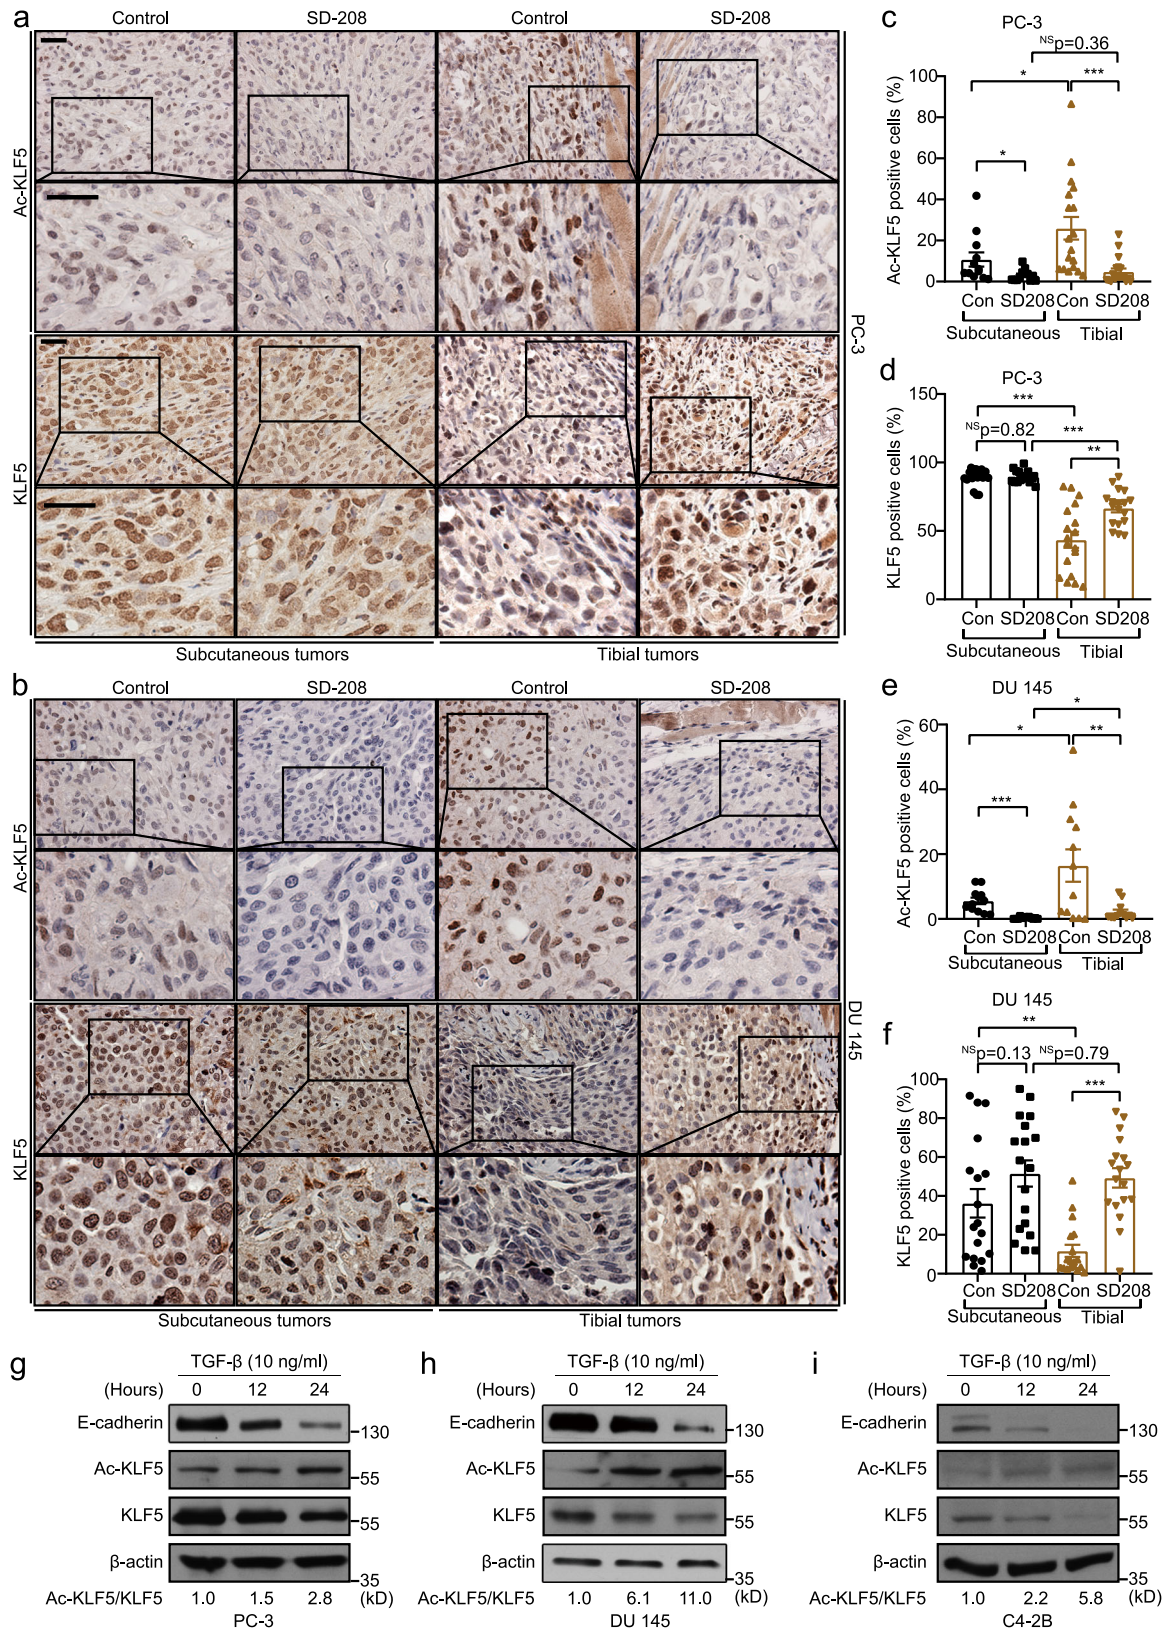 a
Control SD-208 Control SD-208
Ac-KLF5
KLF5
PC-3
Subcutaneous tumors Tibial tumors
b
Control SD-208 Control SD-208
Ac-KLF5
KLF5
DU 145
Subcutaneous tumors Tibial tumors
c
PC-3
NSp=0.36
* ***
*
Ac-KLF5 positive cells (%)
100
80
60
40
20
0
Con SD208 Con SD208
Subcutaneous Tibial
d
PC-3
***
NSp=0.82 ***
**
KLF5 positive cells (%)
150
100
50
0
Con SD208 Con SD208
Subcutaneous Tibial
e
DU 145
*
* **
***
Ac-KLF5 positive cells (%)
60
40
20
0
Con SD208 Con SD208
Subcutaneous Tibial
f
DU 145
**
NSp=0.13 NSp=0.79
***
KLF5 positive cells (%)
100
80
60
40
20
0
Con SD208 Con SD208
Subcutaneous Tibial
g
TGF-β (10 ng/ml)
(Hours) 0 12 24
E-cadherin 130
Ac-KLF5 55
KLF5 55
β-actin 35
Ac-KLF5/KLF5 1.0 1.5 2.8 (kD)
PC-3
h
TGF-β (10 ng/ml)
(Hours) 0 12 24
E-cadherin 130
Ac-KLF5 55
KLF5 55
β-actin 35
Ac-KLF5/KLF5 1.0 6.1 11.0 (kD)
DU 145
i
TGF-β (10 ng/ml)
(Hours) 0 12 24
E-cadherin 130
Ac-KLF5 55
KLF5 55
β-actin 35
Ac-KLF5/KLF5 1.0 2.2 5.8 (kD)
C4-2B